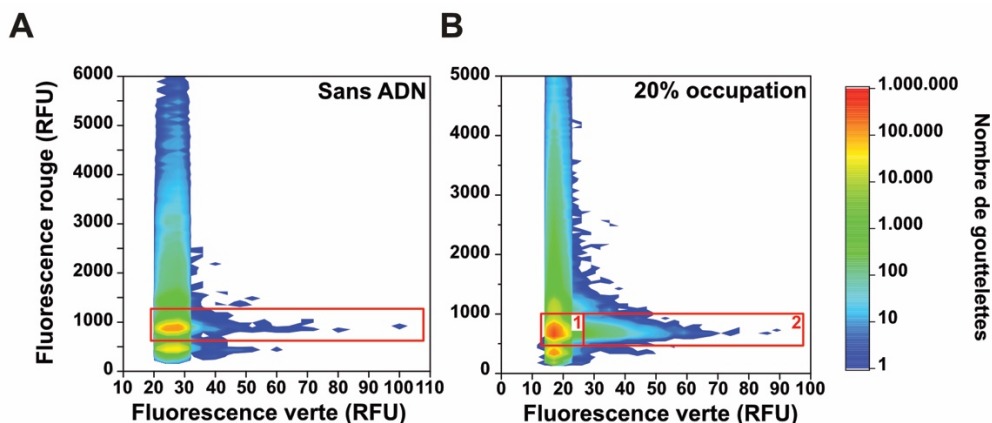 A
Sans ADN
Fluorescence rouge (RFU)
6000
5000
4000
3000
2000
1000
0
10 20 30 40 50 60 70 80 90 100 110
Fluorescence verte (RFU)
B
20% occupation
5000
4000
3000
2000
1000
0
1
2
0 10 20 30 40 50 60 70 80 90 100
Fluorescence verte (RFU)
1.000.000
100.000
10.000
1.000
100
10
1
Nombre de gouttelettes